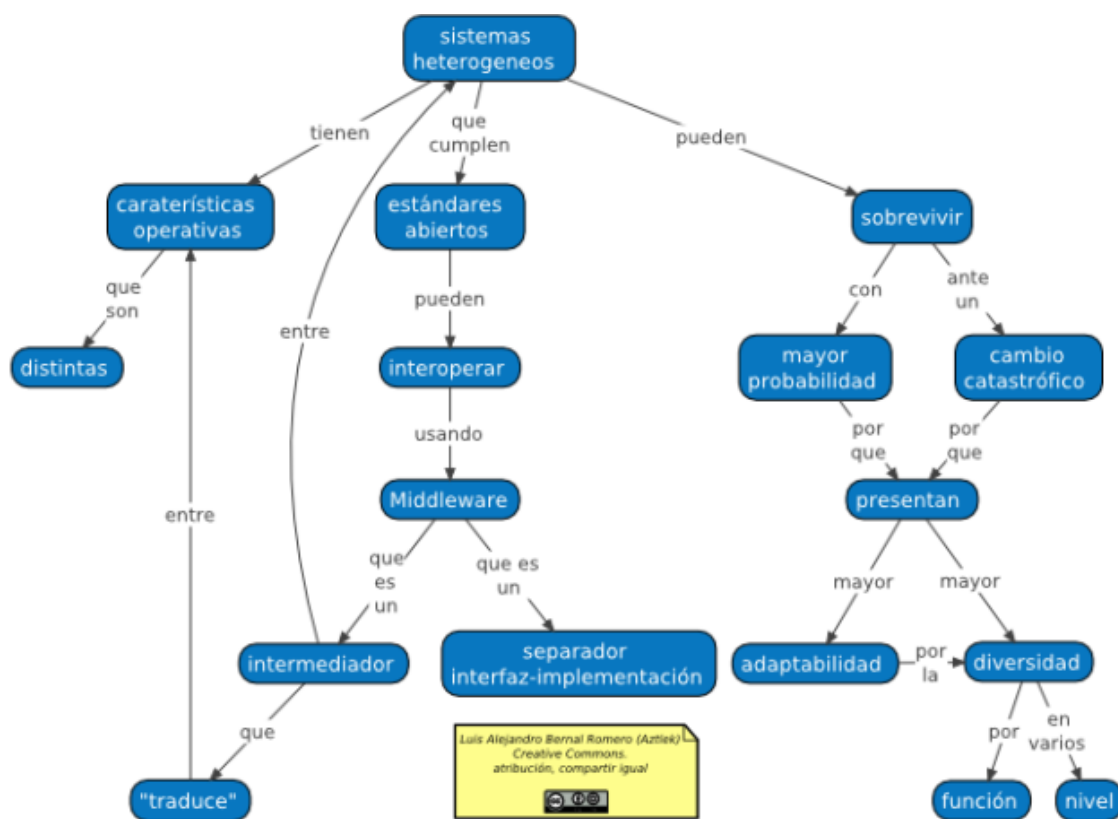 sistemas
heterogeneos
tienen
que
cumplen
pueden
caraterísticas
operativas
estándares
abiertos
sobrevivir
que
son
pueden
con
ante
un
entre
distintas
interoperar
mayor
probabilidad
cambio
catastrófico
usando
por
que
por
que
Middleware
presentan
entre
que
es
un
que es
un
mayor
mayor
intermediador
separador
interfaz-implementación
adaptabilidad
por
la
diversidad
que
por
en
varios
"traduce"
función
nivel
Luis Alejandro Bernal Romero (Aztlek)
Creative Commons.
atribución, compartir igual
cc